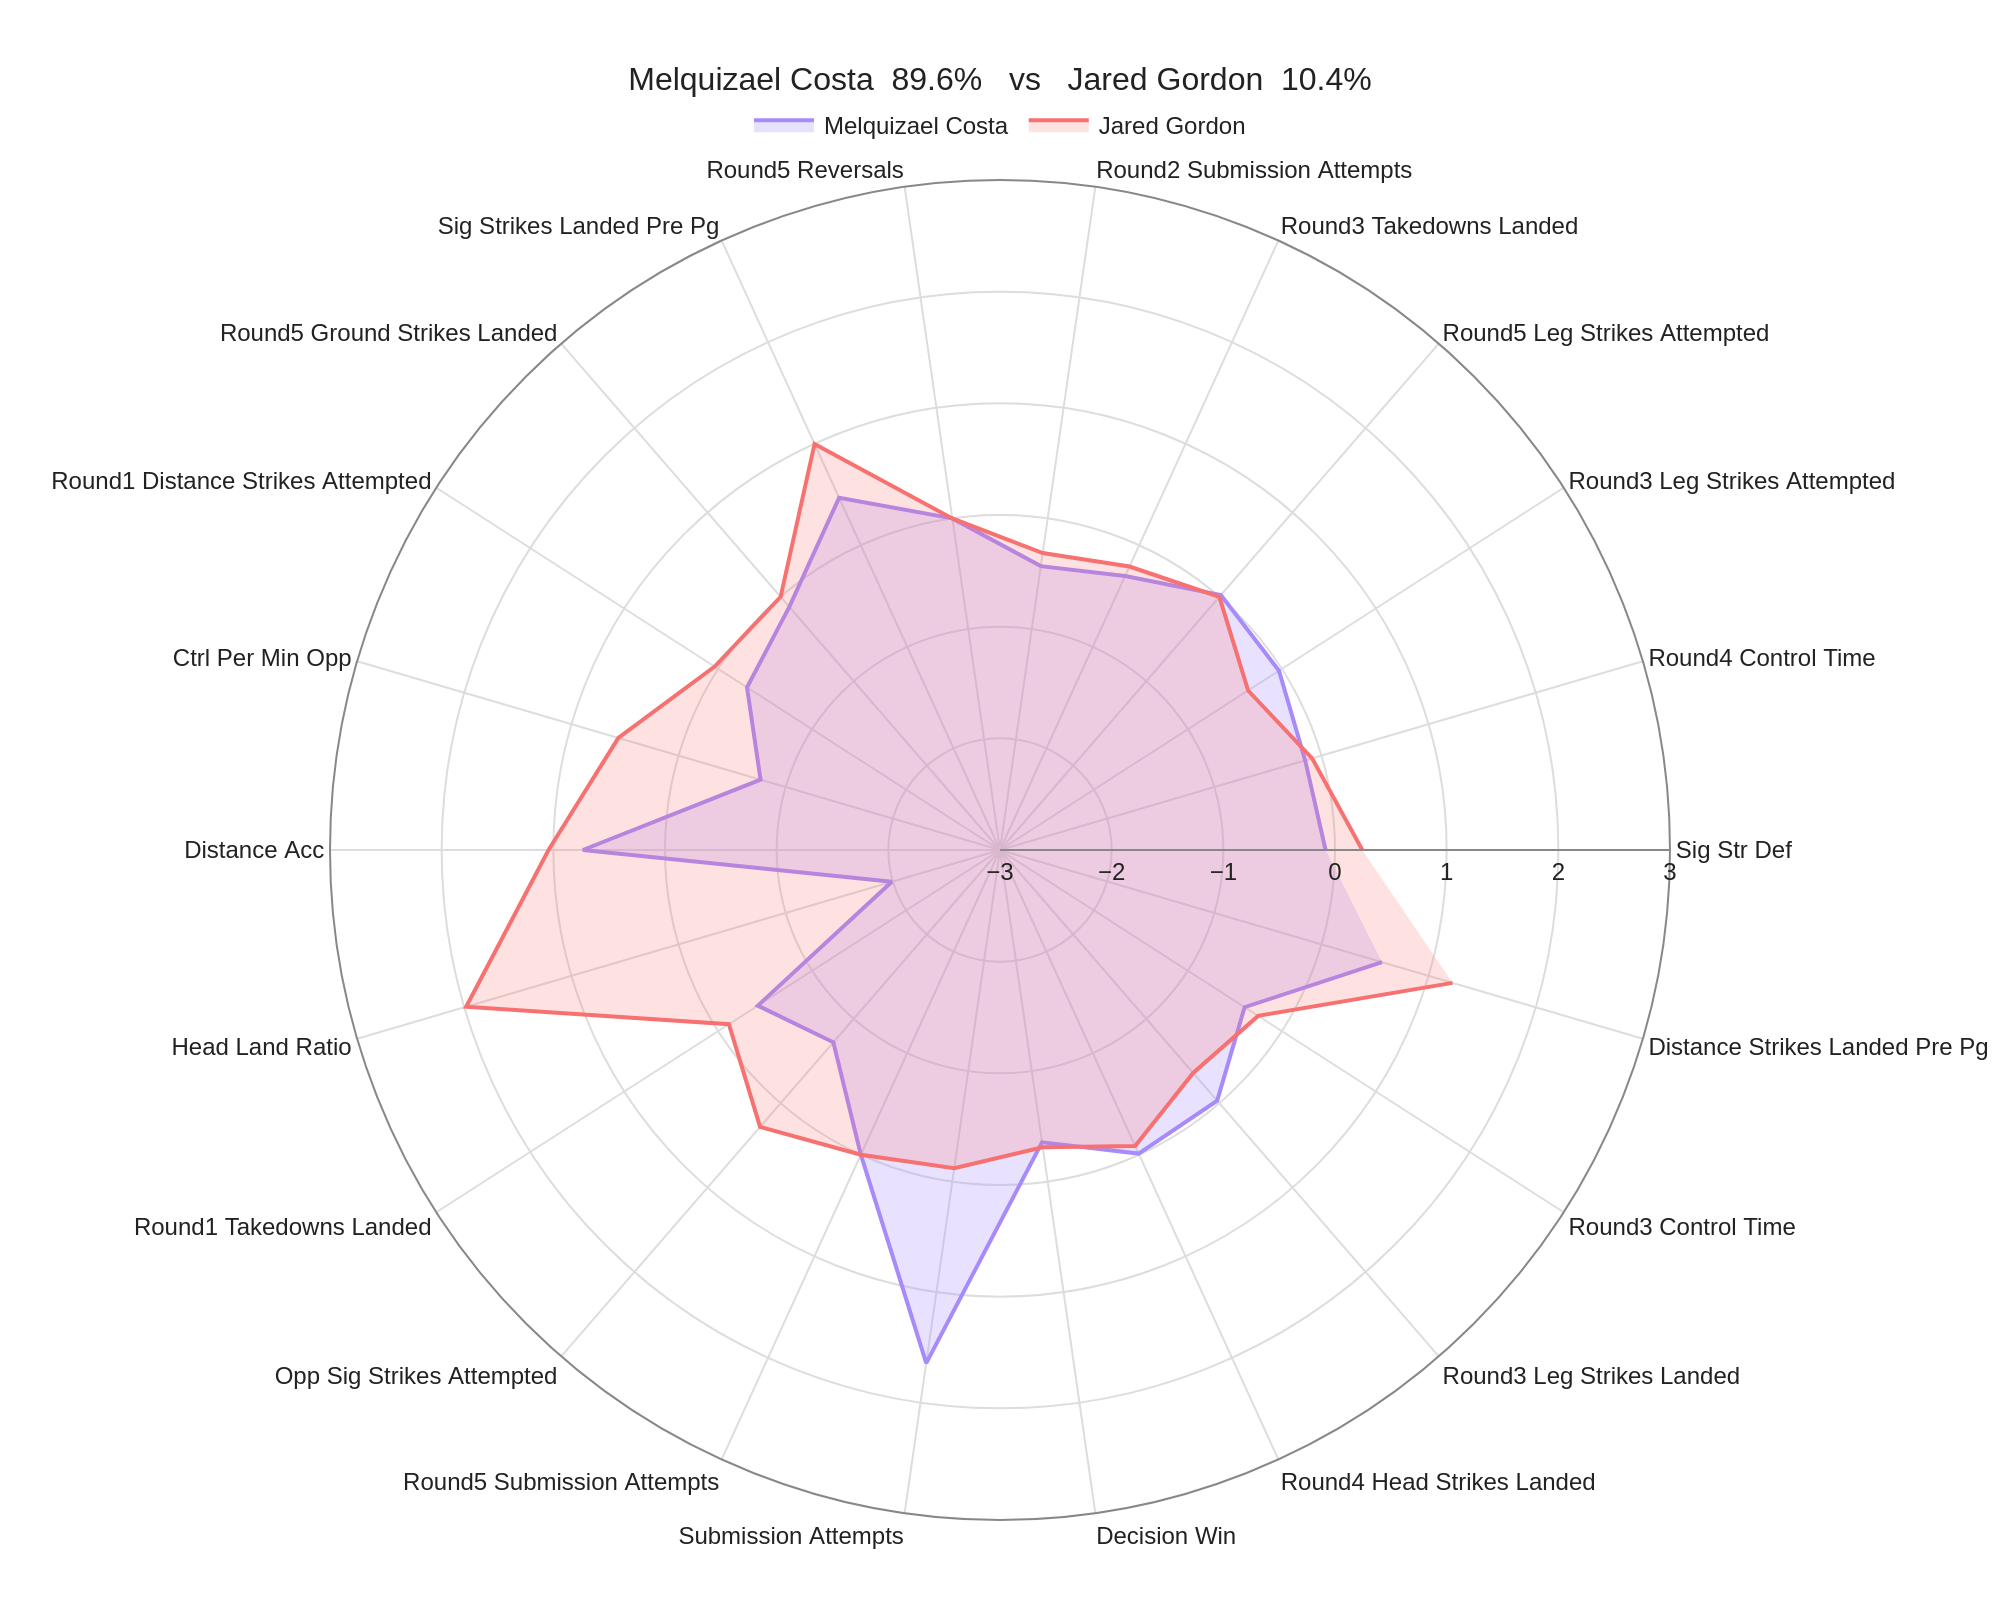 Melquizael Costa  89.6%   vs   Jared Gordon  10.4%
Melquizael Costa
Jared Gordon
Round5 Reversals
Round2 Submission Attempts
Sig Strikes Landed Pre Pg
Round3 Takedowns Landed
Round5 Ground Strikes Landed
Round5 Leg Strikes Attempted
Round1 Distance Strikes Attempted
Round3 Leg Strikes Attempted
Ctrl Per Min Opp
Round4 Control Time
Distance Acc
Sig Str Def
−3
−2
−1
0
1
2
3
Head Land Ratio
Distance Strikes Landed Pre Pg
Round1 Takedowns Landed
Round3 Control Time
Opp Sig Strikes Attempted
Round3 Leg Strikes Landed
Round5 Submission Attempts
Round4 Head Strikes Landed
Submission Attempts
Decision Win